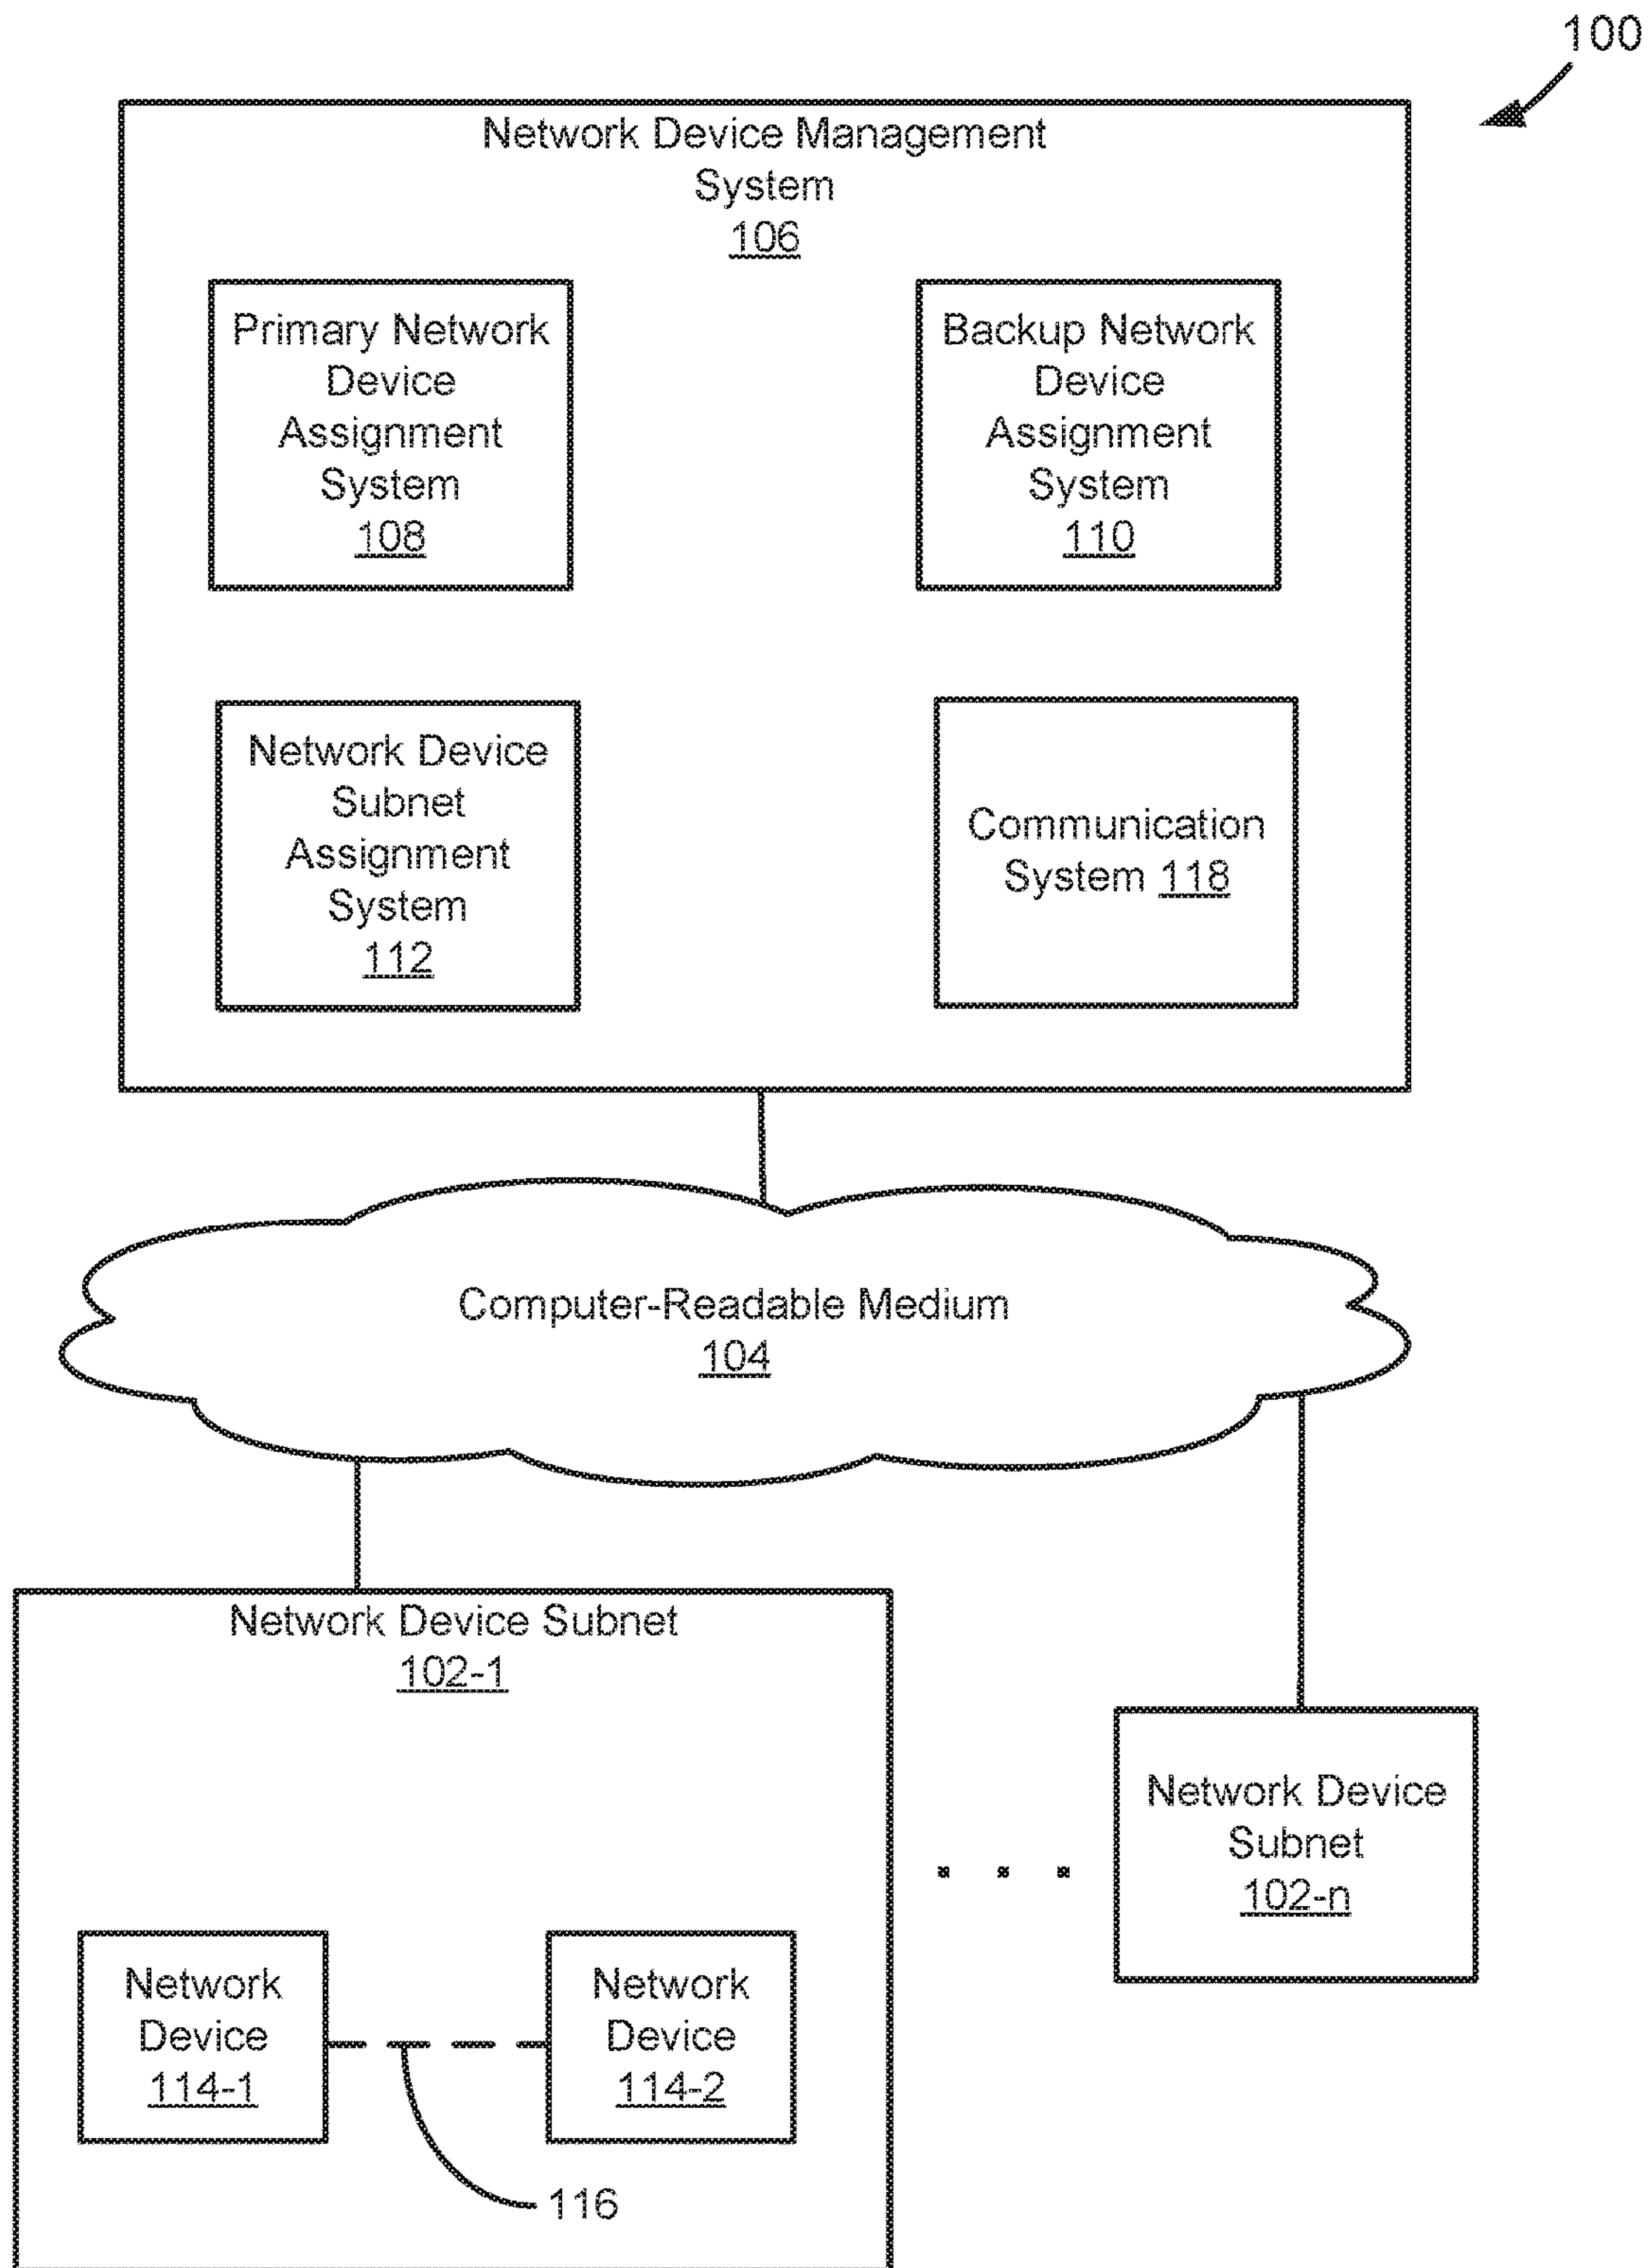 100
Network Device Management
System
106
Primary Network
Device
Assignment
System
108
Backup Network
Device
Assignment
System
110
Network Device
Subnet
Assignment
System
112
Communication
System 118
Computer-Readable Medium
104
Network Device Subnet
102-1
Network Device
Subnet
102-n
. . .
Network
Device
114-1
Network
Device
114-2
116